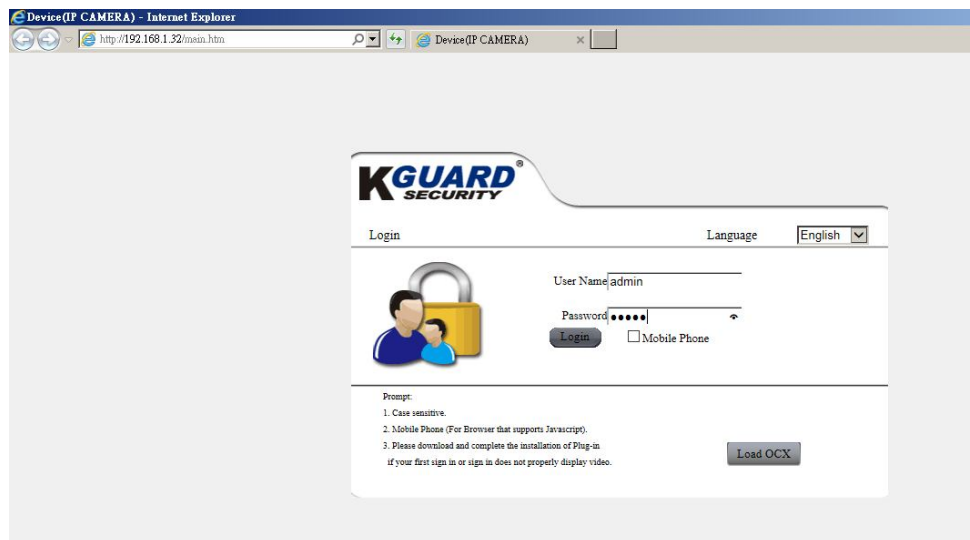 Device(IP CAMERA) - Internet Explorer
http://192.168.1.32/main.htm
Device(IP CAMERA)
KGUARD®
SECURITY
Login Language English
User Name admin
Password ●●●●●
Login Mobile Phone
Prompt:
1. Case sensitive.
2. Mobile Phone (For Browser that supports Javascript).
3. Please download and complete the installation of Plug-in
if your first sign in or sign in does not properly display video.
Load OCX